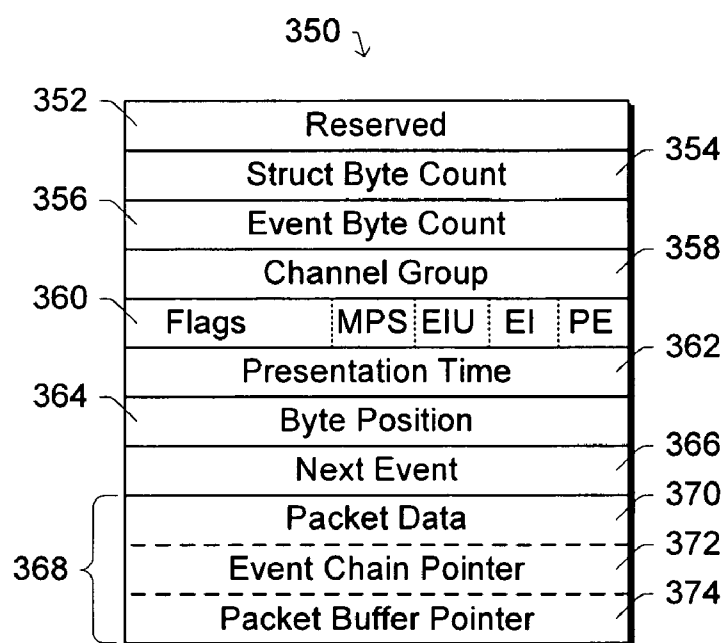 350
352
Reserved
354
Struct Byte Count
356
Event Byte Count
358
Channel Group
360
Flags MPS EIU EI PE
362
Presentation Time
364
Byte Position
366
Next Event
370
Packet Data
372
368
Event Chain Pointer
374
Packet Buffer Pointer